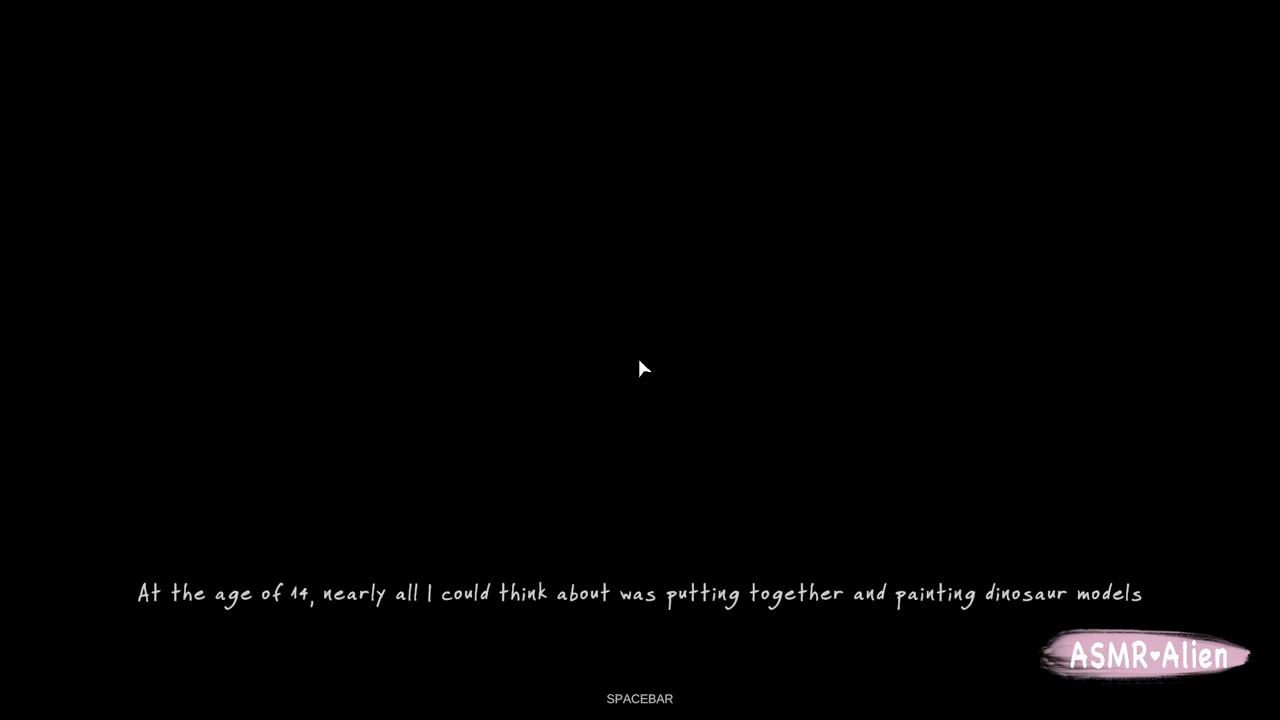 At the age of 14, nearly all I could think about was putting together and painting dinosaur models
ASMR♥Alien
SPACEBAR